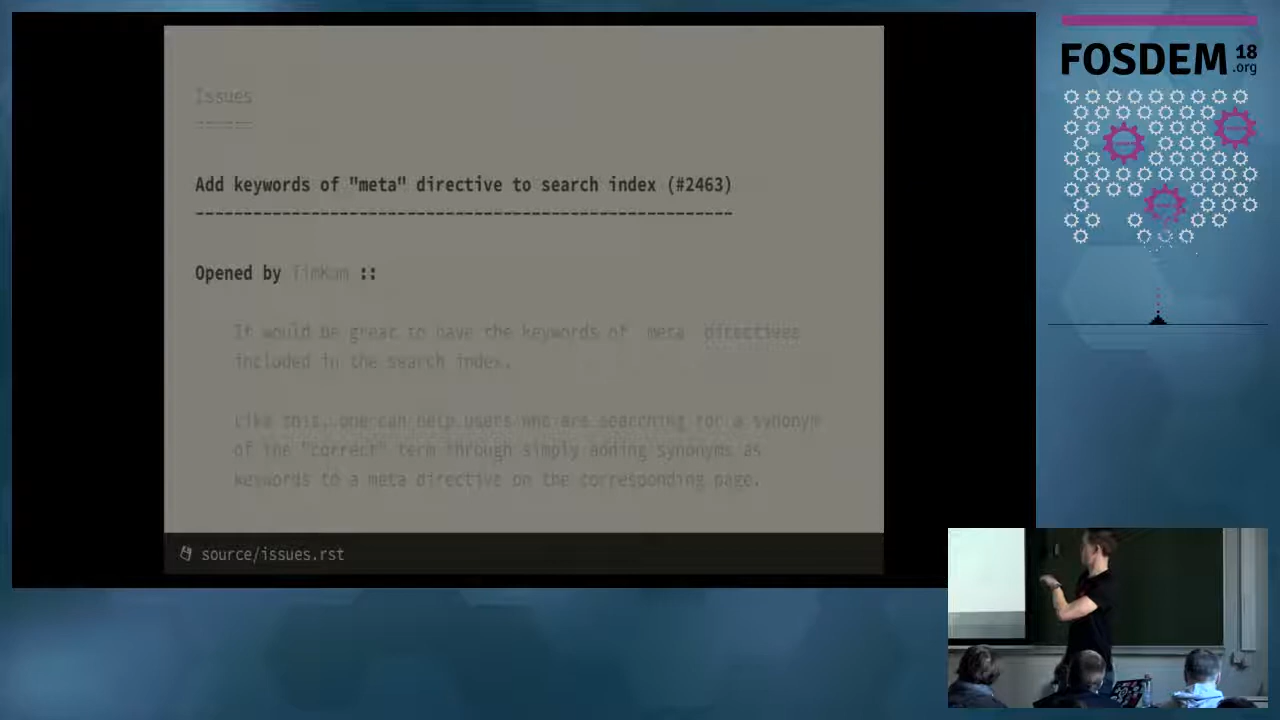 Issues
------
Add keywords of "meta" directive to search index (#2463)
--------------------------------------------------------
Opened by TimKam ::
It would be great to have the keywords of meta directives
included in the search index.
Like this, one can help users who are searching for a synonym
of the "correct" term through simply adding synonyms as
keywords to a meta directive on the corresponding page.
source/issues.rst
FOSDEM 18
.org